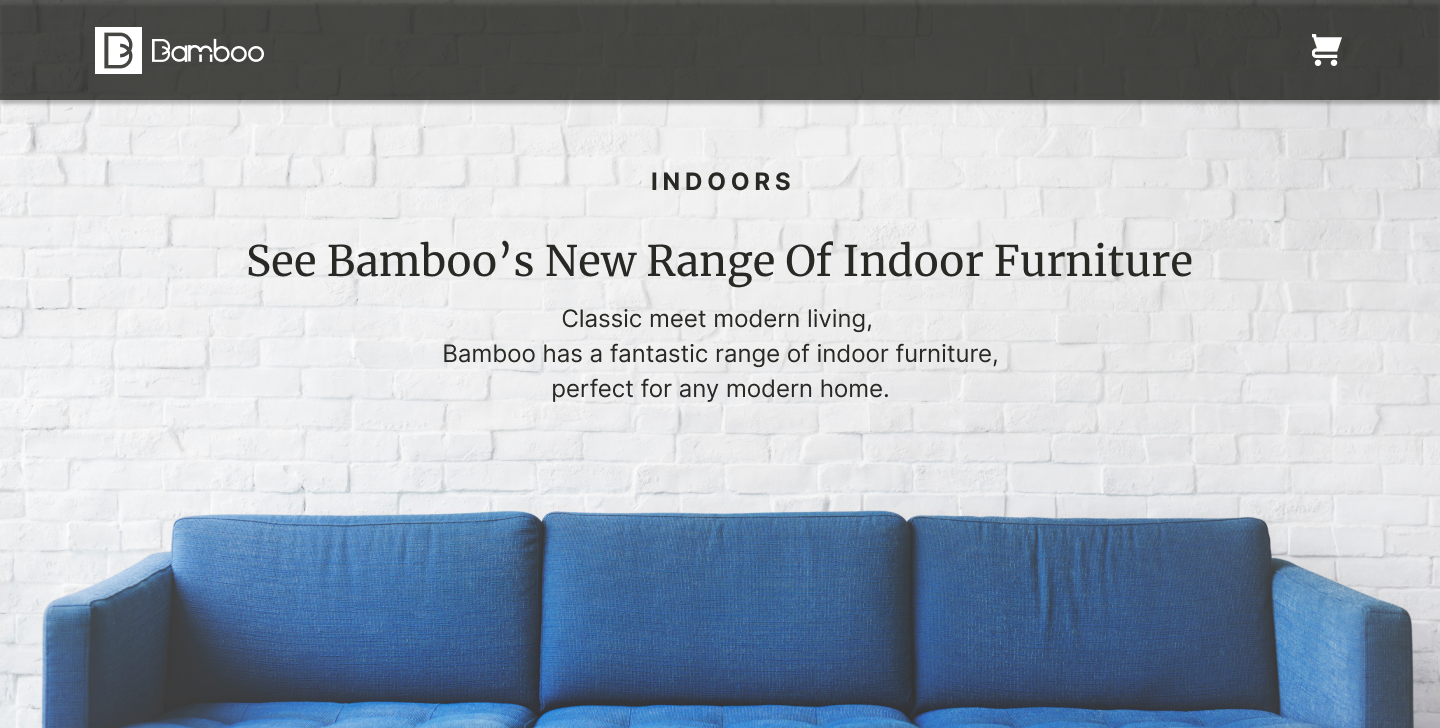 B Bamboo
INDOORS
See Bamboo’s New Range Of Indoor Furniture
Classic meet modern living,
Bamboo has a fantastic range of indoor furniture,
perfect for any modern home.